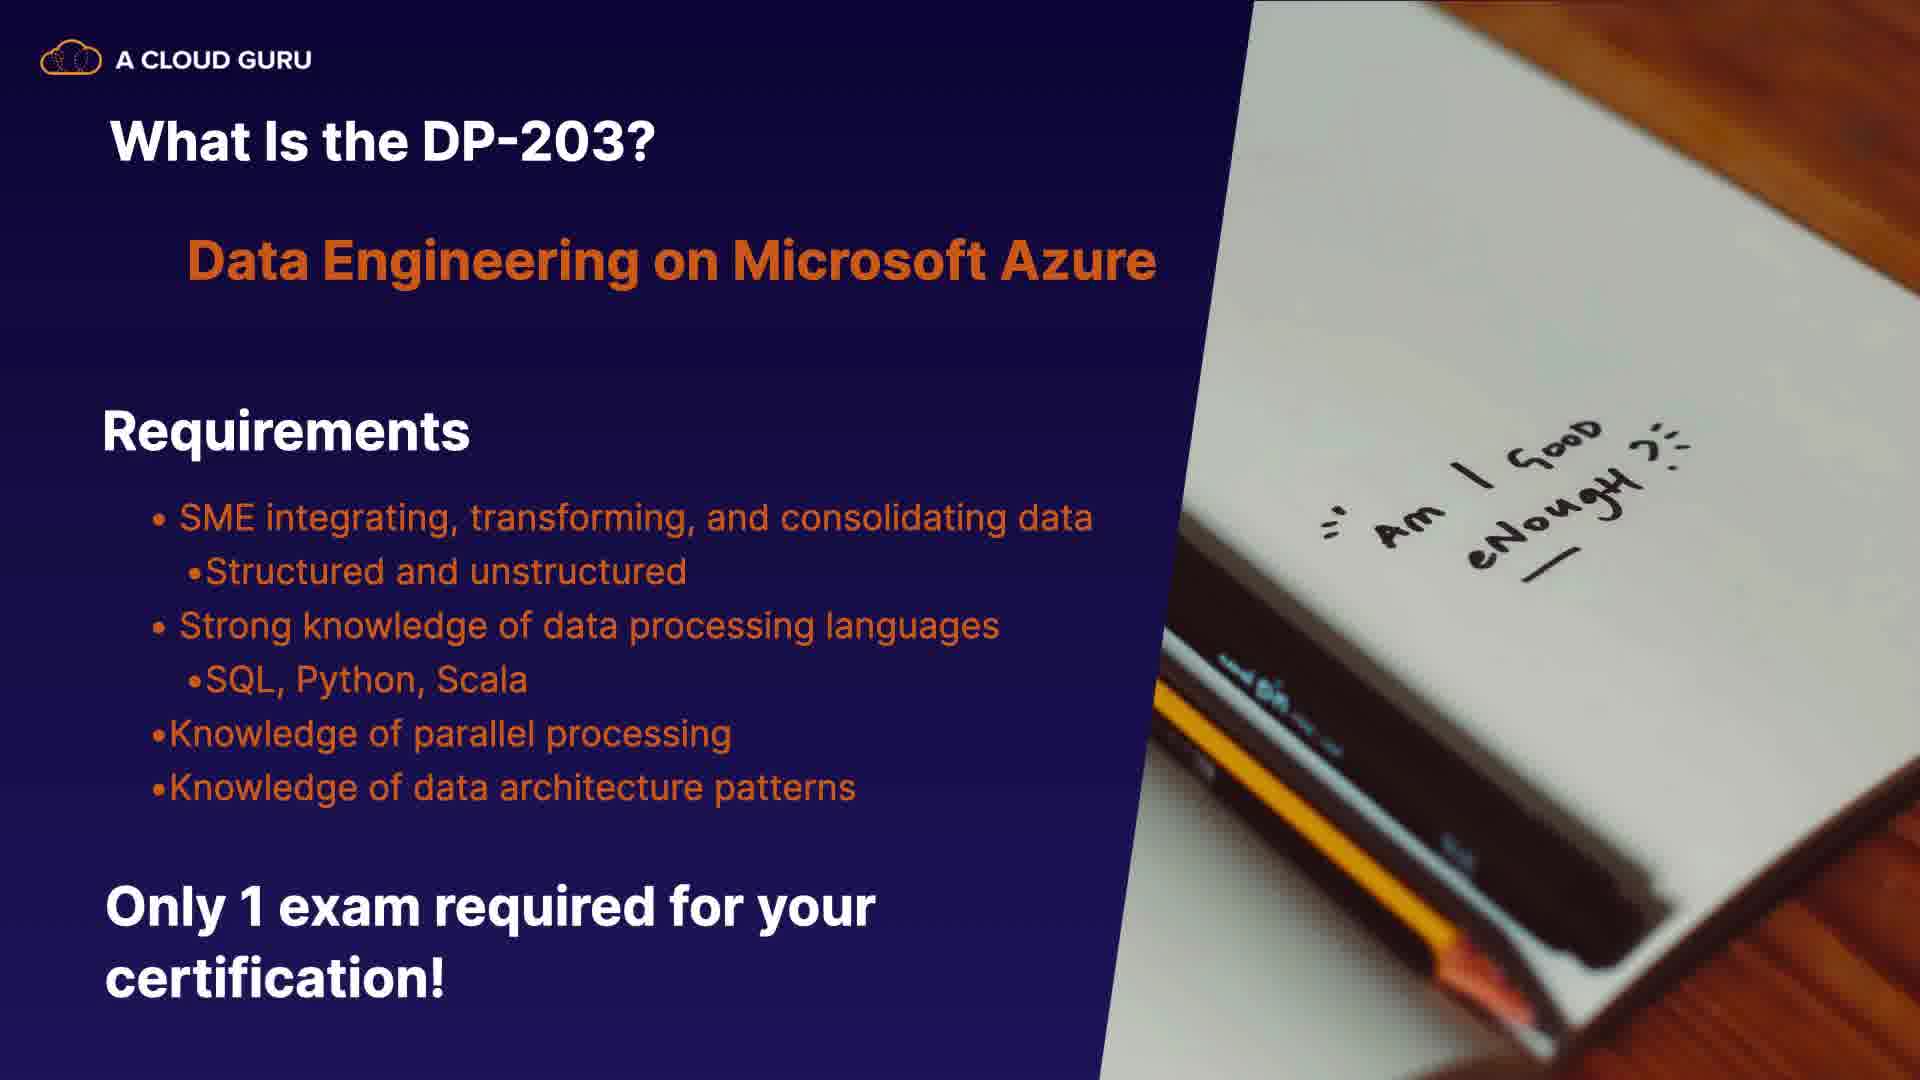 A CLOUD GURU
What Is the DP-203?
Data Engineering on Microsoft Azure
Requirements
• SME integrating, transforming, and consolidating data
•Structured and unstructured
• Strong knowledge of data processing languages
•SQL, Python, Scala
•Knowledge of parallel processing
•Knowledge of data architecture patterns
Only 1 exam required for your
certification!
Am I GOOD
eNougH ?